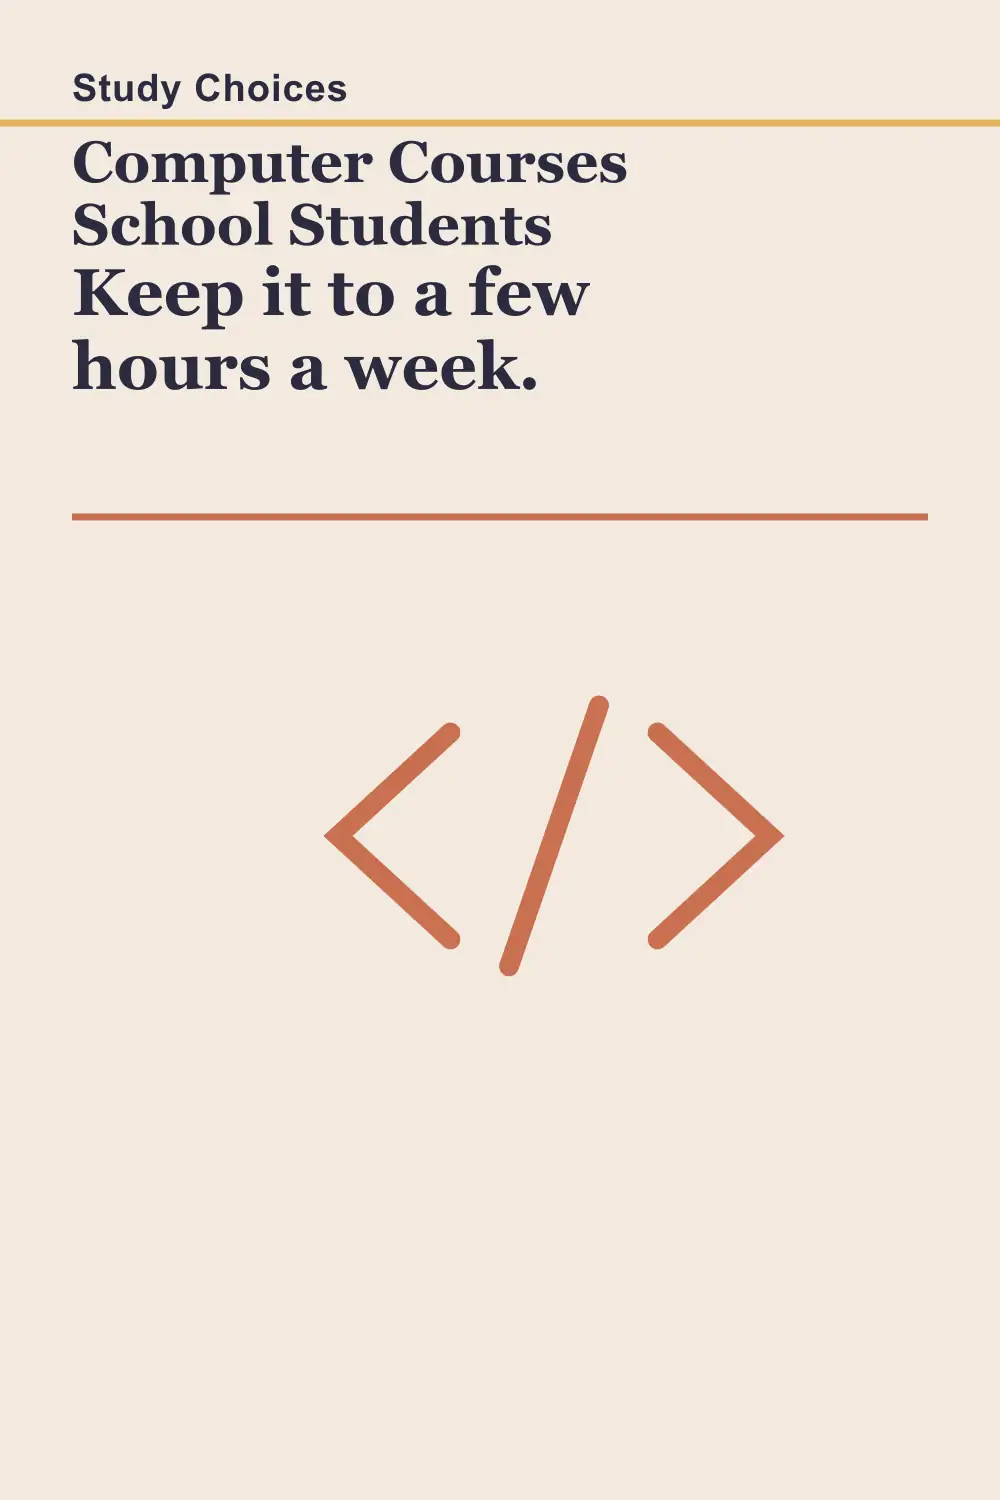 Study Choices
Computer Courses
School Students
Keep it to a few
hours a week.